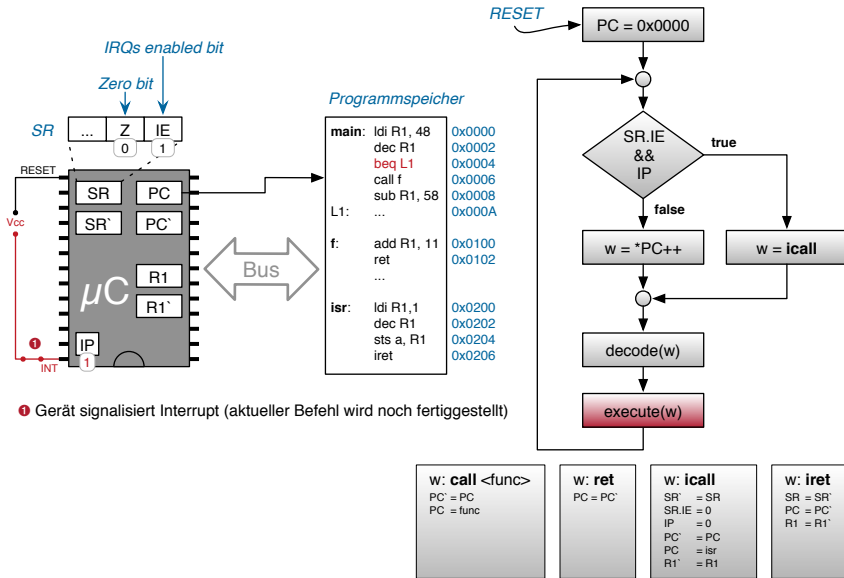 RESET
PC = 0x0000
IRQs enabled bit
Zero bit
SR ... Z IE
0 1
Programmspeicher
main: ldi R1, 48 0x0000
dec R1 0x0002
beq L1 0x0004
call f 0x0006
sub R1, 58 0x0008
L1: ... 0x000A
f: add R1, 11 0x0100
ret 0x0102
...
isr: ldi R1,1 0x0200
dec R1 0x0202
sts a, R1 0x0204
iret 0x0206
RESET
Vcc
INT
❶
SR PC
SR` PC`
µC
R1
R1`
IP
1
Bus
SR.IE
&&
IP
true
false
w = *PC++
w = icall
decode(w)
execute(w)
❶ Gerät signalisiert Interrupt (aktueller Befehl wird noch fertiggestellt)
w: call <func>
PC` = PC
PC = func
w: ret
PC = PC`
w: icall
SR` = SR
SR.IE = 0
IP = 0
PC` = PC
PC = isr
R1` = R1
w: iret
SR = SR`
PC = PC`
R1 = R1`